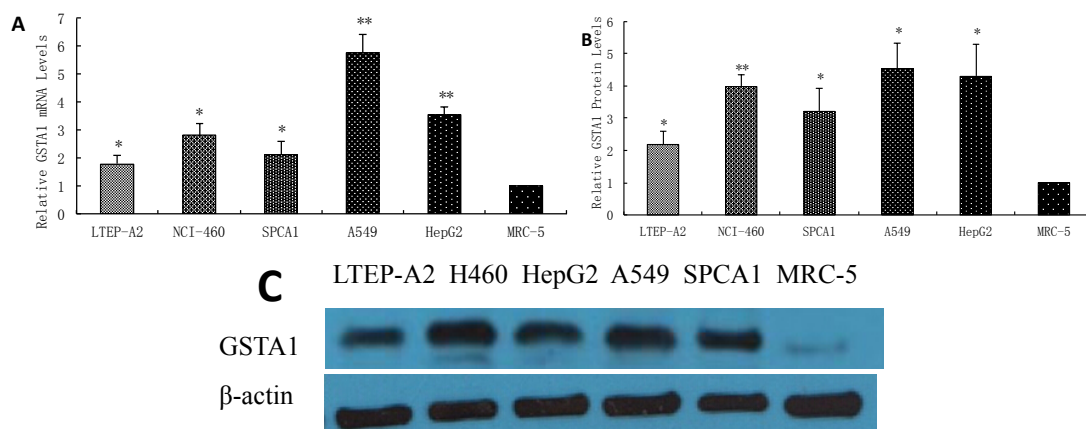 A
Relative GSTA1 mRNA Levels
7
6
5
4
3
2
1
0
** 
** 
* 
* 
*
LTEP-A2 NCI-460 SPCA1 A549 HepG2 MRC-5
B
Relative GSTA1 Protein Levels
6
5
4
3
2
1
0
* 
* 
** 
* 
*
LTEP-A2 NCI-460 SPCA1 A549 HepG2 MRC-5
C
LTEP-A2 H460 HepG2 A549 SPCA1 MRC-5
GSTA1
β-actin